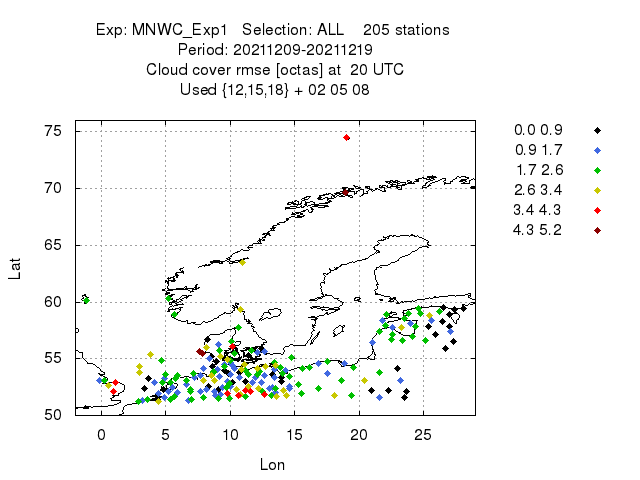 Exp: MNWC_Exp1 Selection: ALL 205 stations
Period: 20211209-20211219
Cloud cover rmse [octas] at 20 UTC
Used {12,15,18} + 02 05 08
75
70
65
60
55
50
Lat
0 5 10 15 20 25
Lon
0.0 0.9
0.9 1.7
1.7 2.6
2.6 3.4
3.4 4.3
4.3 5.2